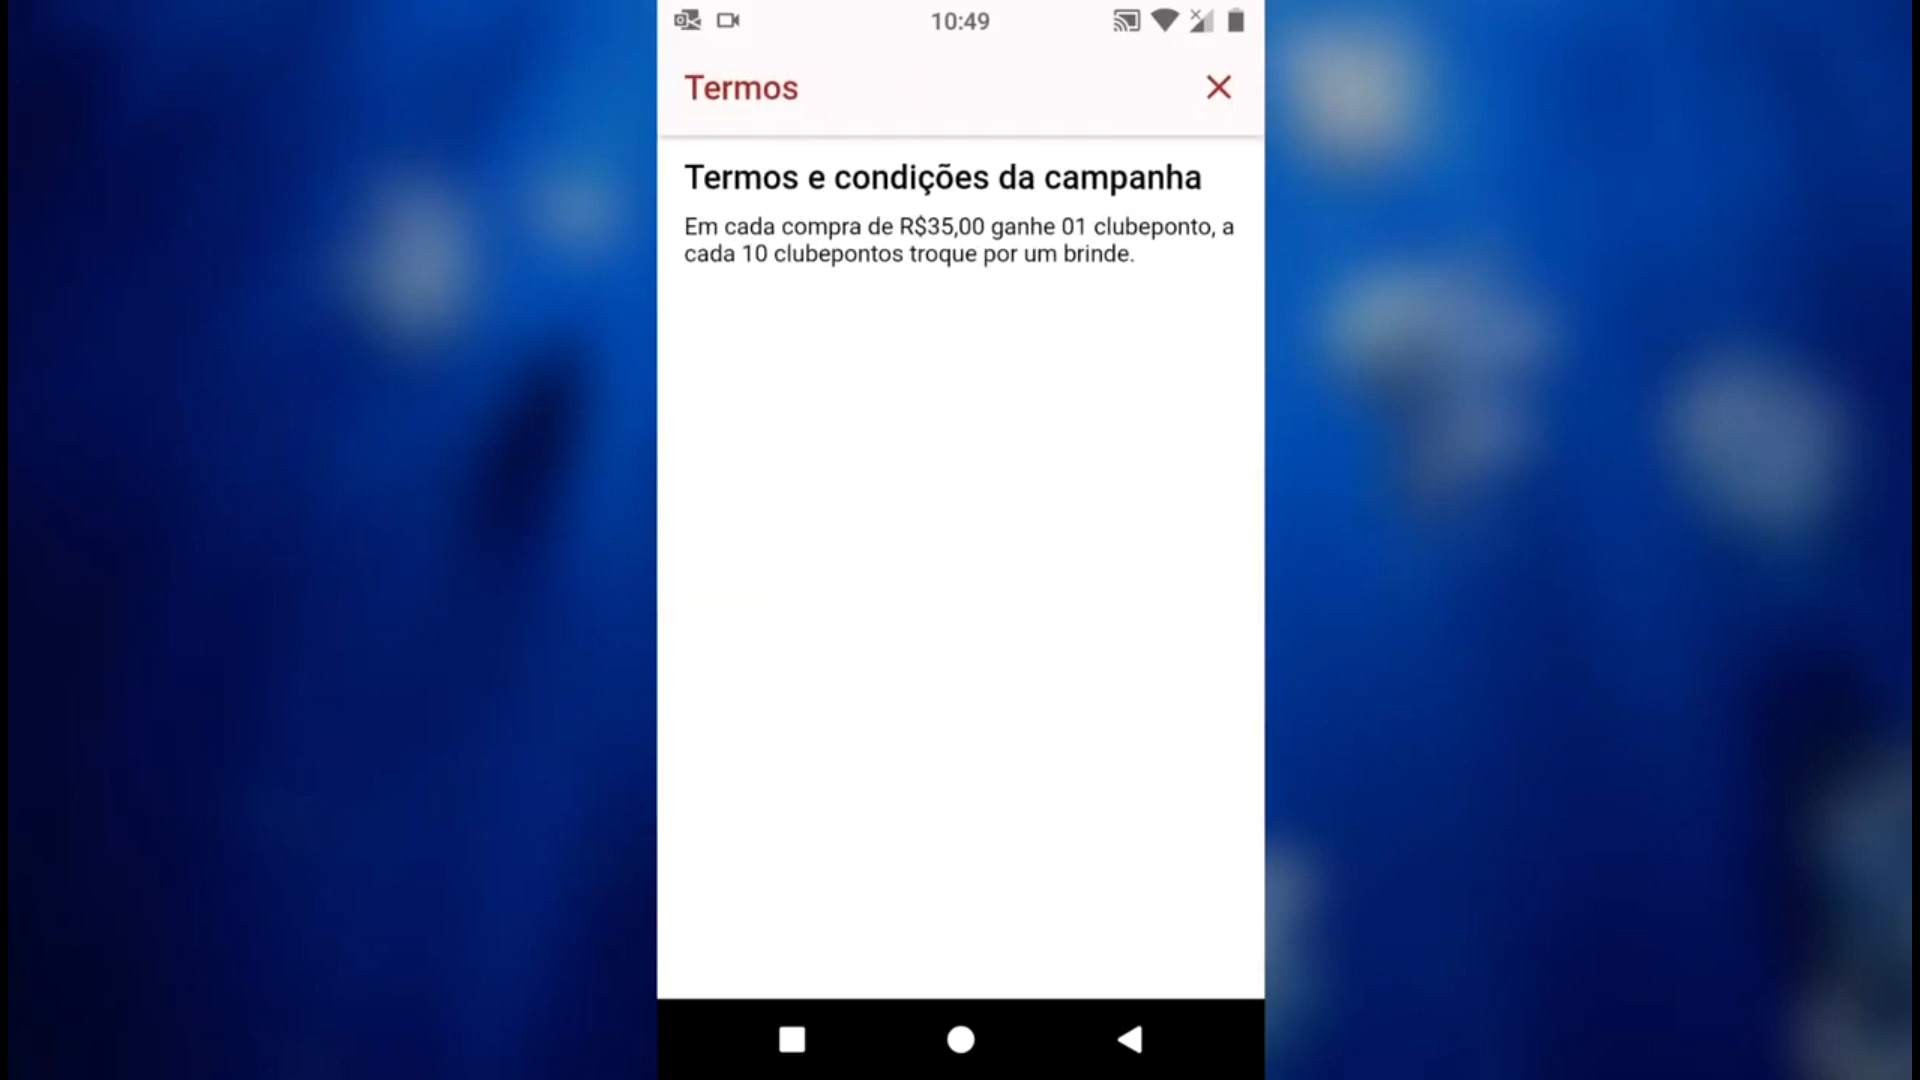 10:49
Termos
Termos e condições da campanha
Em cada compra de R$35,00 ganhe 01 clubeponto, a
cada 10 clubepontos troque por um brinde.